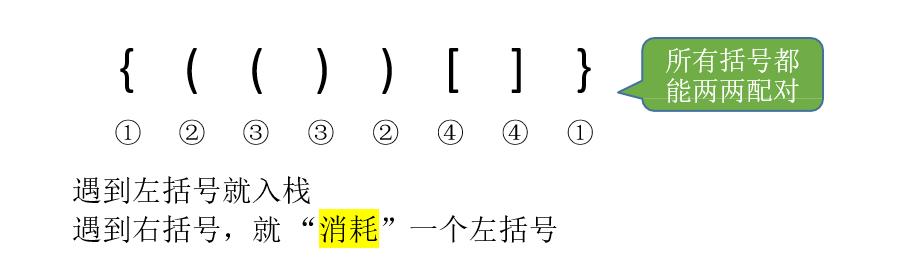 { ( ( ) ) [ ] }
所有括号都
能两两配对
① ② ③ ③ ② ④ ④ ①
遇到左括号就入栈
遇到右括号，就“消耗”一个左括号